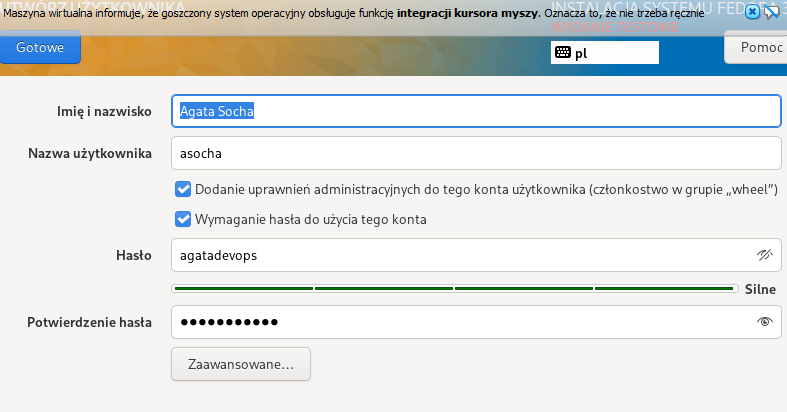 UTWÓRZ UŻYTKOWNIKA
INSTALACJA SYSTEMU FEDORA 3
Maszyna wirtualna informuje, że goszczony system operacyjny obsługuje funkcję integracji kursora myszy. Oznacza to, że nie trzeba ręcznie
WYDANIE TESTOWE
Gotowe
pl
Pomoc
Imię i nazwisko
Agata Socha
Nazwa użytkownika
asocha
Dodanie uprawnień administracyjnych do tego konta użytkownika (członkostwo w grupie „wheel”)
Wymaganie hasła do użycia tego konta
Hasło
agatadevops
Silne
Potwierdzenie hasła
●●●●●●●●●●●
Zaawansowane…